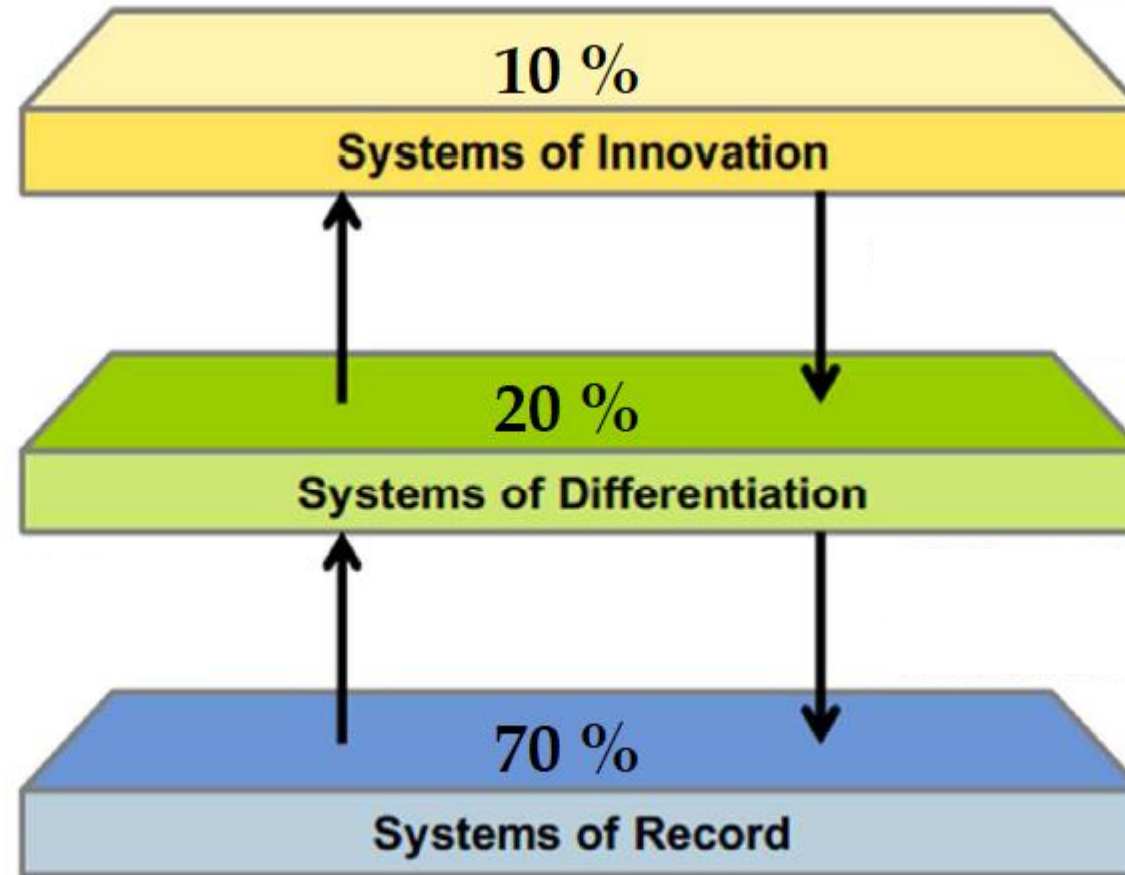 10 %
Systems of Innovation
20 %
Systems of Differentiation
70 %
Systems of Record